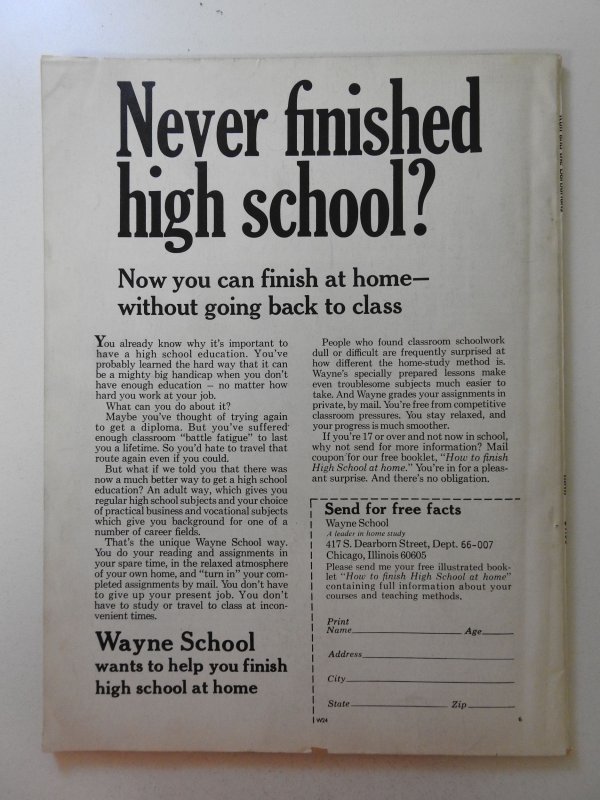 Never finished
high school?
Now you can finish at home—
without going back to class
You already know why it's important to
have a high school education. You've
probably learned the hard way that it can
be a mighty big handicap when you don't
have enough education – no matter how
hard you work at your job.
What can you do about it?
Maybe you've thought of trying again
to get a diploma. But you've suffered
enough classroom "battle fatigue" to last
you a lifetime. So you'd hate to travel that
route again even if you could.
But what if we told you that there was
now a much better way to get a high school
education? An adult way, which gives you
regular high school subjects and your choice
of practical business and vocational subjects
which give you background for one of a
number of career fields.
That's the unique Wayne School way.
You do your reading and assignments in
your spare time, in the relaxed atmosphere
of your own home, and "turn in" your com-
pleted assignments by mail. You don't have
to give up your present job. You don't
have to study or travel to class at incon-
venient times.
Wayne School
wants to help you finish
high school at home
People who found classroom schoolwork
dull or difficult are frequently surprised at
how different the home-study method is.
Wayne's specially prepared lessons make
even troublesome subjects much easier to
take. And Wayne grades your assignments in
private, by mail. You're free from competitive
classroom pressures. You stay relaxed, and
your progress is much smoother.
If you're 17 or over and not now in school,
why not send for more information? Mail
coupon for our free booklet, "How to finish
High School at home." You're in for a pleas-
ant surprise. And there's no obligation.
Send for free facts
Wayne School
A leader in home study
417 S. Dearborn Street, Dept. 66-007
Chicago, Illinois 60605
Please send me your free illustrated book-
let "How to finish High School at home"
containing full information about your
courses and teaching methods.
Print
Name Age
Address
City
State Zip
W24 6